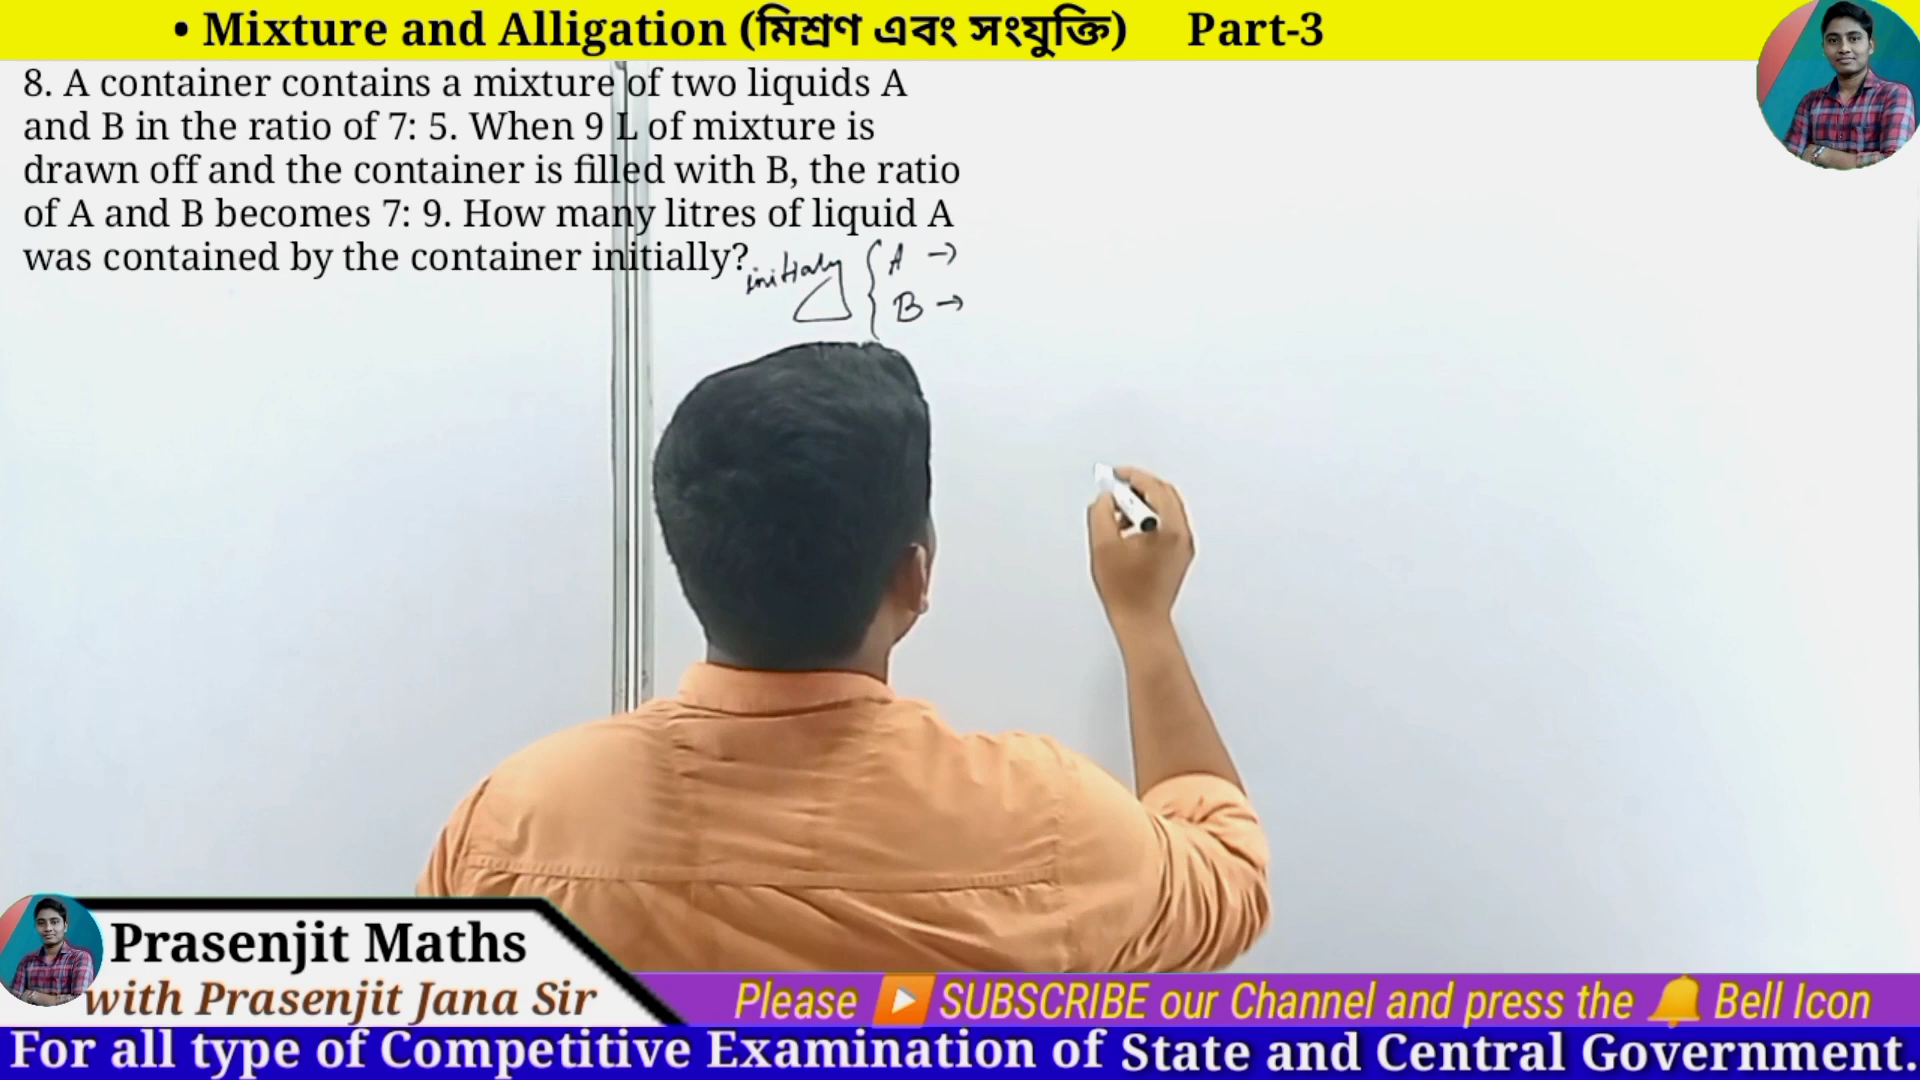 • Mixture and Alligation (মিশ্রণ এবং সংযুক্তি) Part-3
8. A container contains a mixture of two liquids A
and B in the ratio of 7: 5. When 9 L of mixture is
drawn off and the container is filled with B, the ratio
of A and B becomes 7: 9. How many litres of liquid A
was contained by the container initially?
initialy { A →
B →
Prasenjit Maths
with Prasenjit Jana Sir
Please SUBSCRIBE our Channel and press the Bell Icon
For all type of Competitive Examination of State and Central Government.